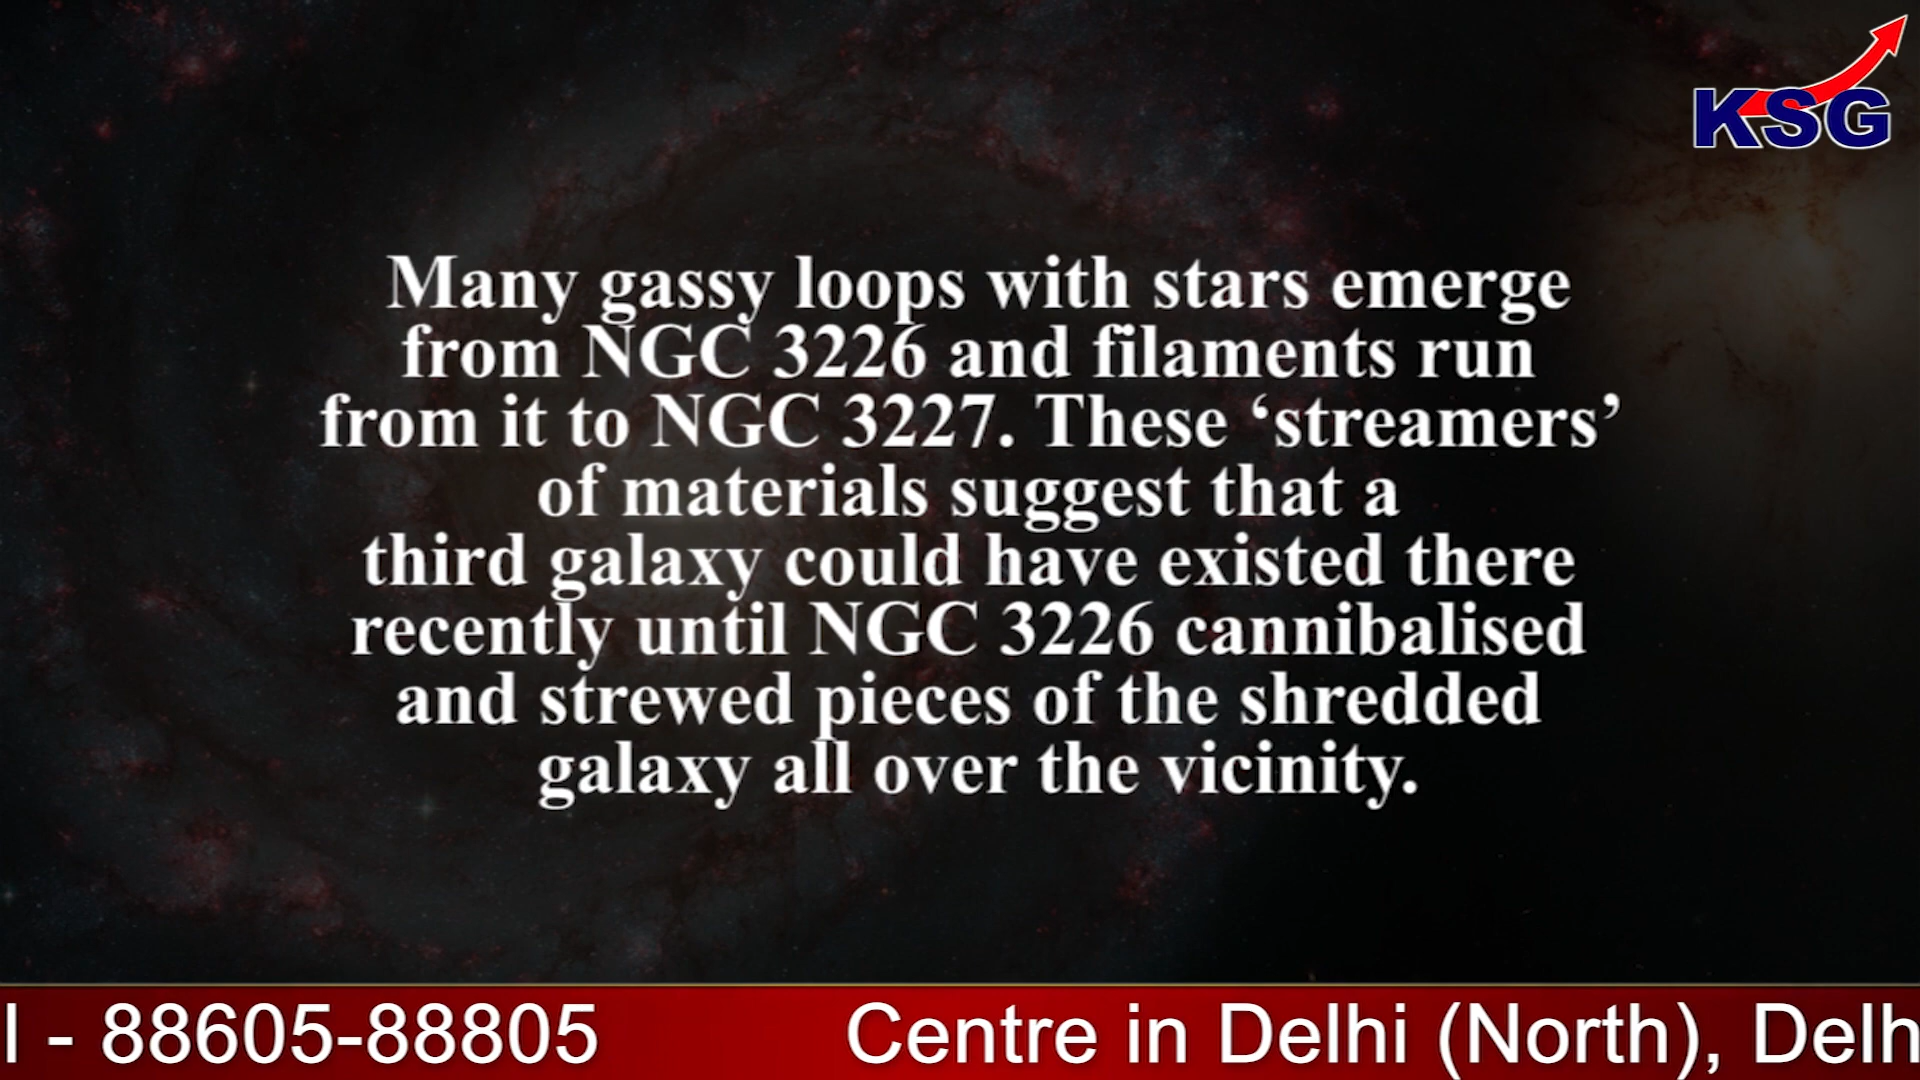 KSG
Many gassy loops with stars emerge
from NGC 3226 and filaments run
from it to NGC 3227. These ‘streamers’
of materials suggest that a
third galaxy could have existed there
recently until NGC 3226 cannibalised
and strewed pieces of the shredded
galaxy all over the vicinity.
l - 88605-88805 Centre in Delhi (North), Delh